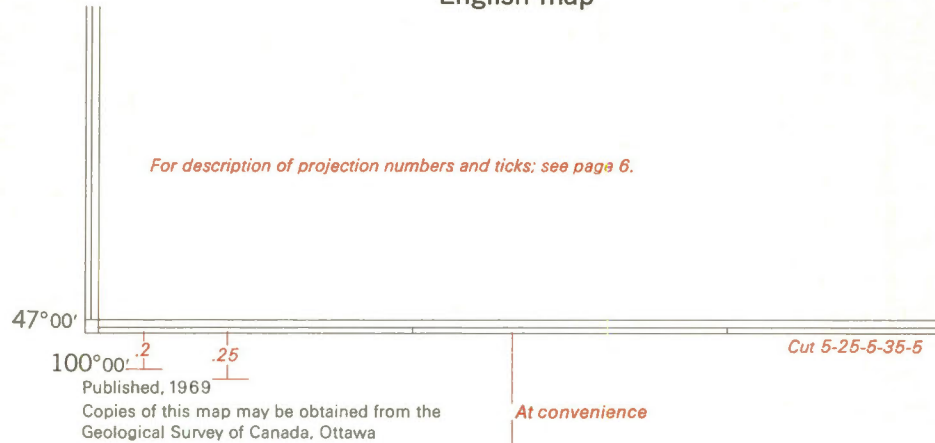 English map
For description of projection numbers and ticks; see page 6.
47°00'
100°00'
.2
.25
Cut 5-25-5-35-5
Published, 1969
Copies of this map may be obtained from the
Geological Survey of Canada, Ottawa
At convenience